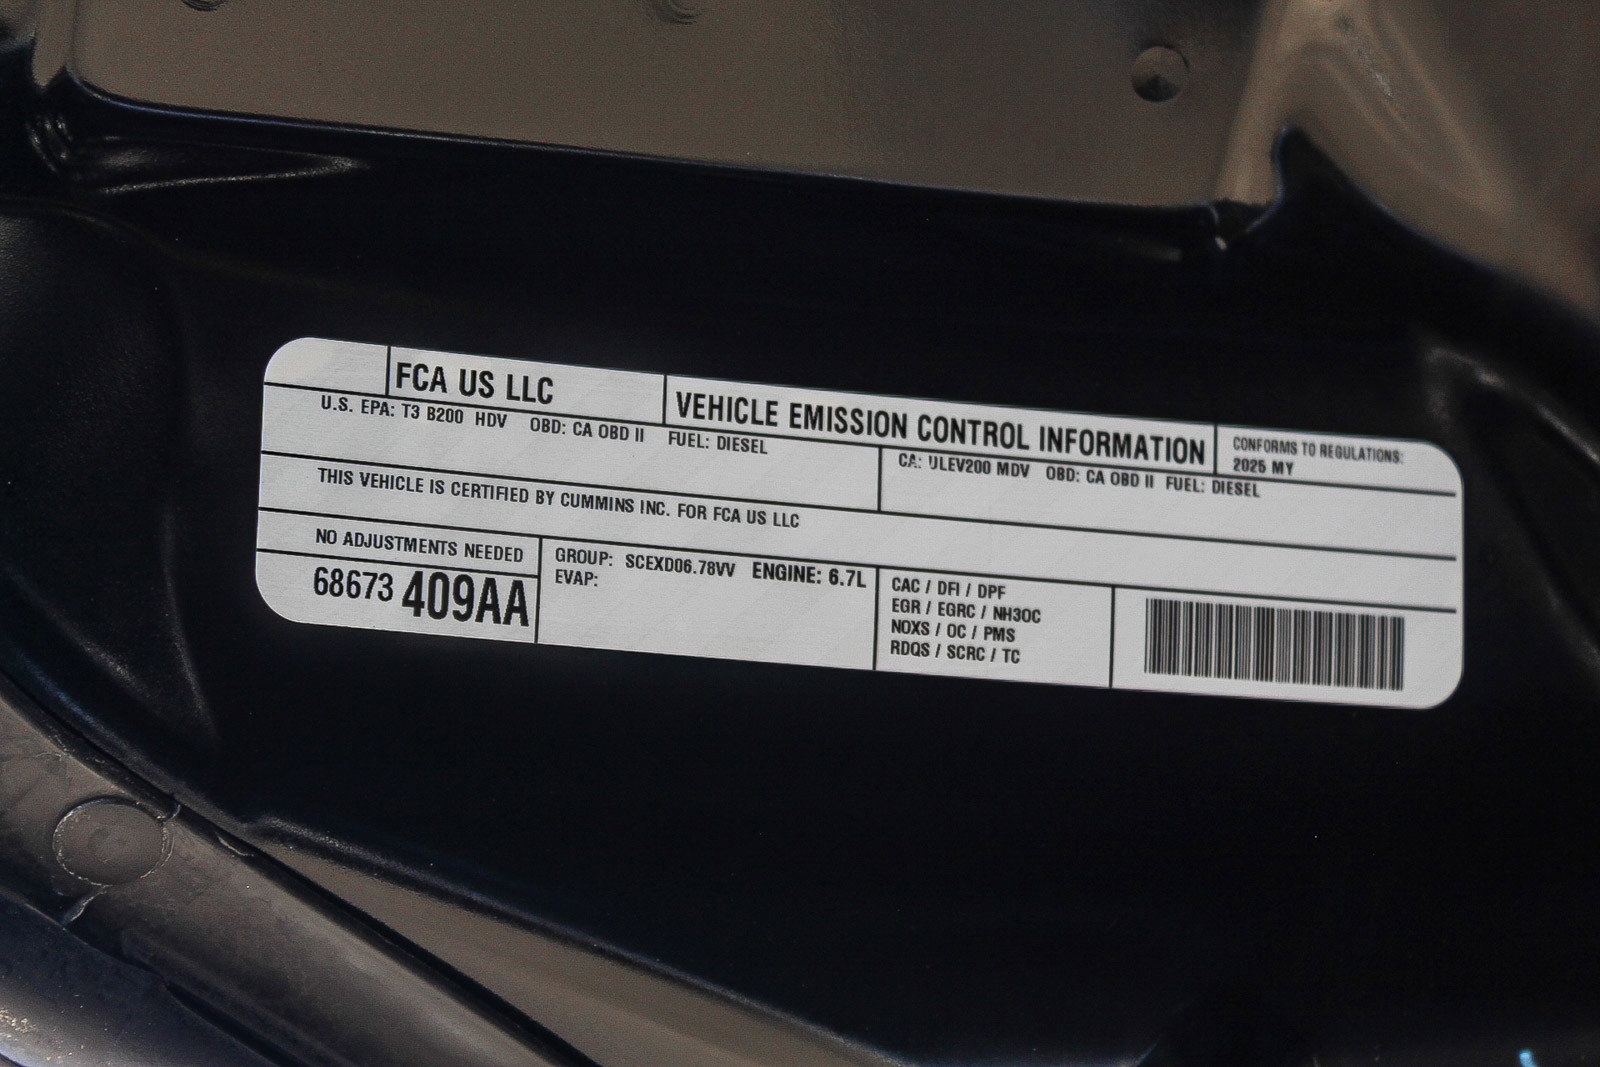 FCA US LLC
VEHICLE EMISSION CONTROL INFORMATION
CONFORMS TO REGULATIONS:
2025 MY
U.S. EPA: T3 B200 HDV OBD: CA OBD II FUEL: DIESEL
CA: ULEV200 MDV OBD: CA OBD II FUEL: DIESEL
THIS VEHICLE IS CERTIFIED BY CUMMINS INC. FOR FCA US LLC
NO ADJUSTMENTS NEEDED
68673 409AA
GROUP: SCEXD06.78VV ENGINE: 6.7L
EVAP:
CAC / DFI / DPF
EGR / EGRC / NH3OC
NOXS / OC / PMS
RDQS / SCRC / TC